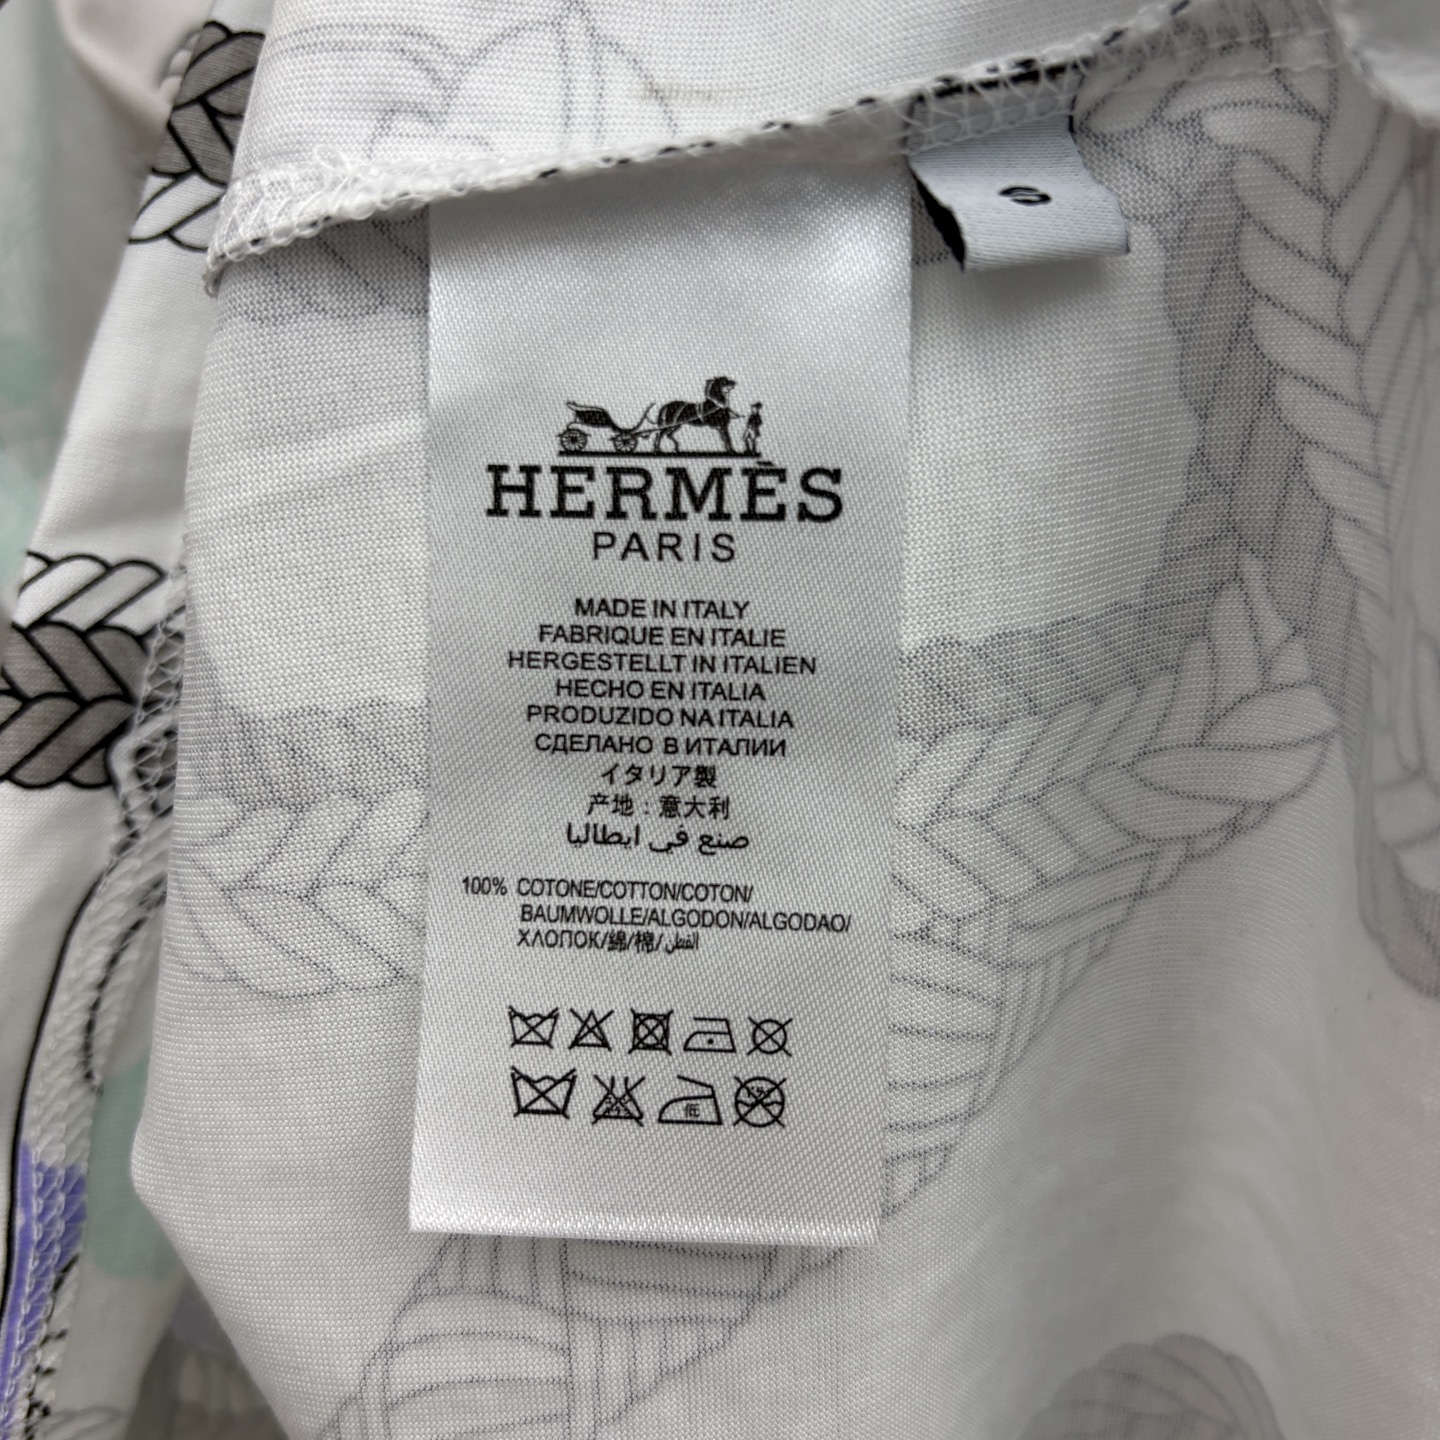 S
HERMÈS
PARIS
MADE IN ITALY
FABRIQUE EN ITALIE
HERGESTELLT IN ITALIEN
HECHO EN ITALIA
PRODUZIDO NA ITALIA
СДЕЛАНО В ИТАЛИИ
イタリア製
产地：意大利
صنع في ايطاليا
100% COTONE/COTTON/COTON/
BAUMWOLLE/ALGODON/ALGODAO/
ХЛОПОК/綿/棉/القطن
低